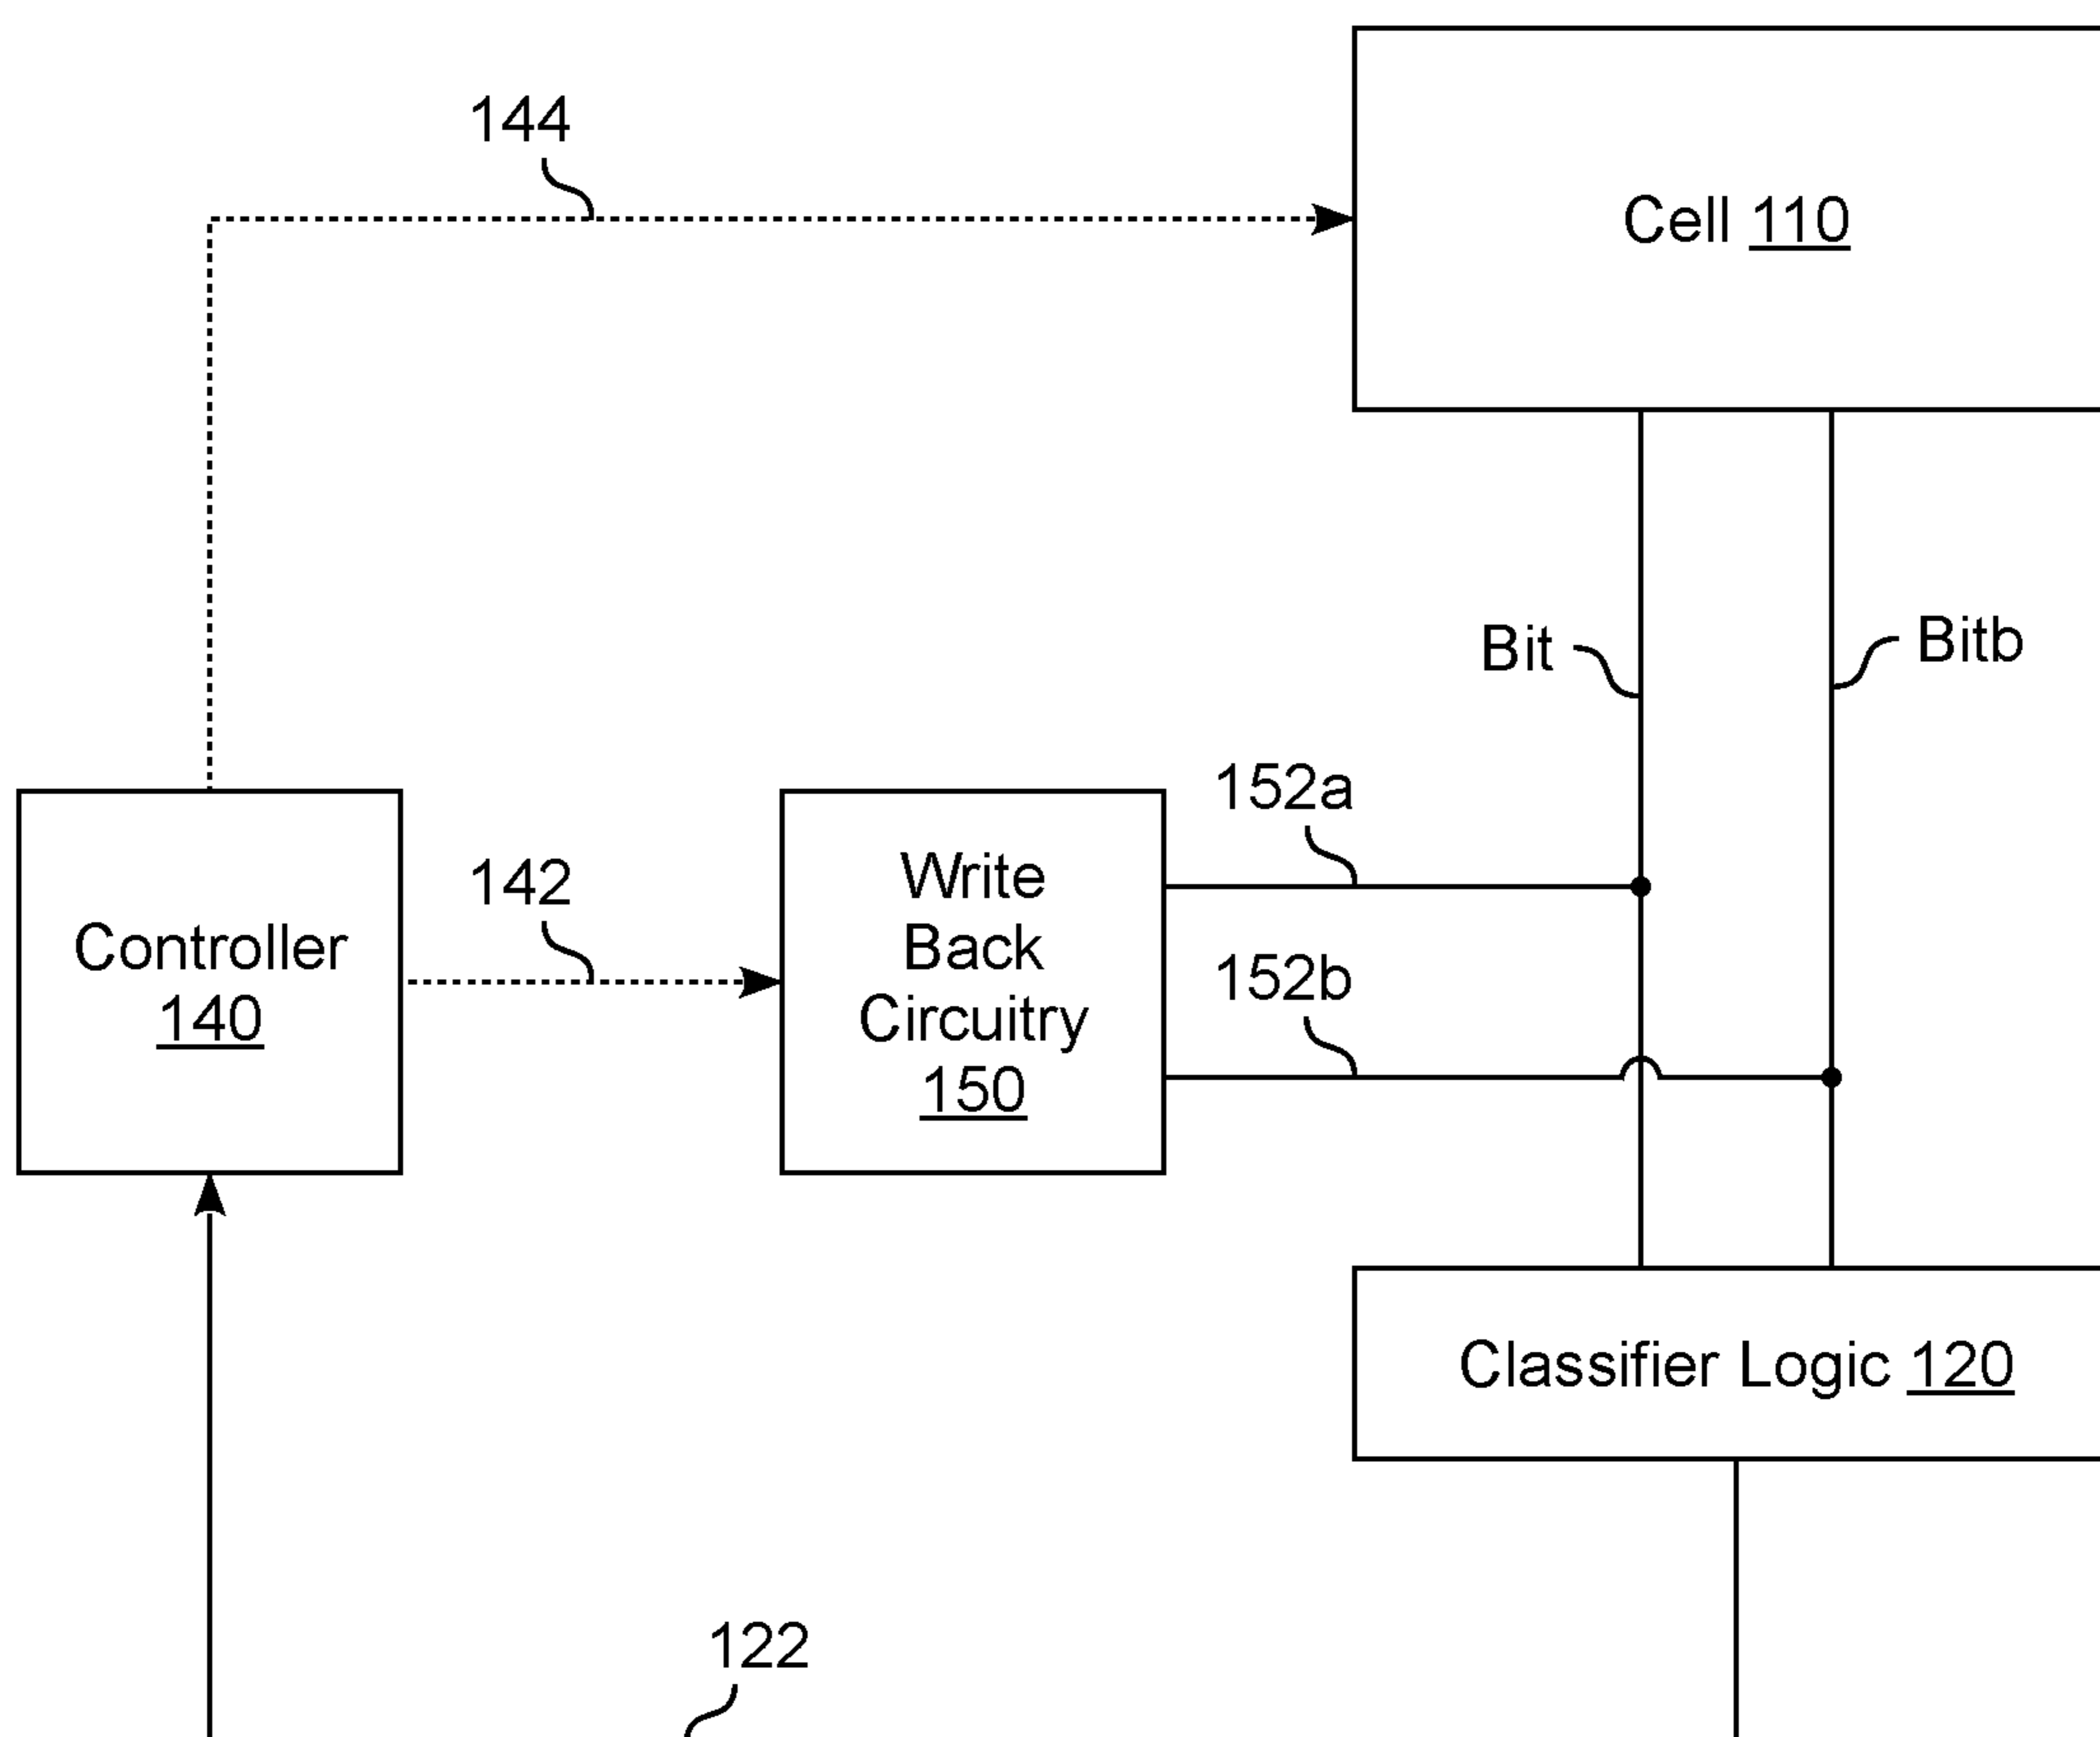 144
Cell 110
Bit
Bitb
152a
142
Write
Back
Circuitry
150
Controller
140
152b
Classifier Logic 120
122